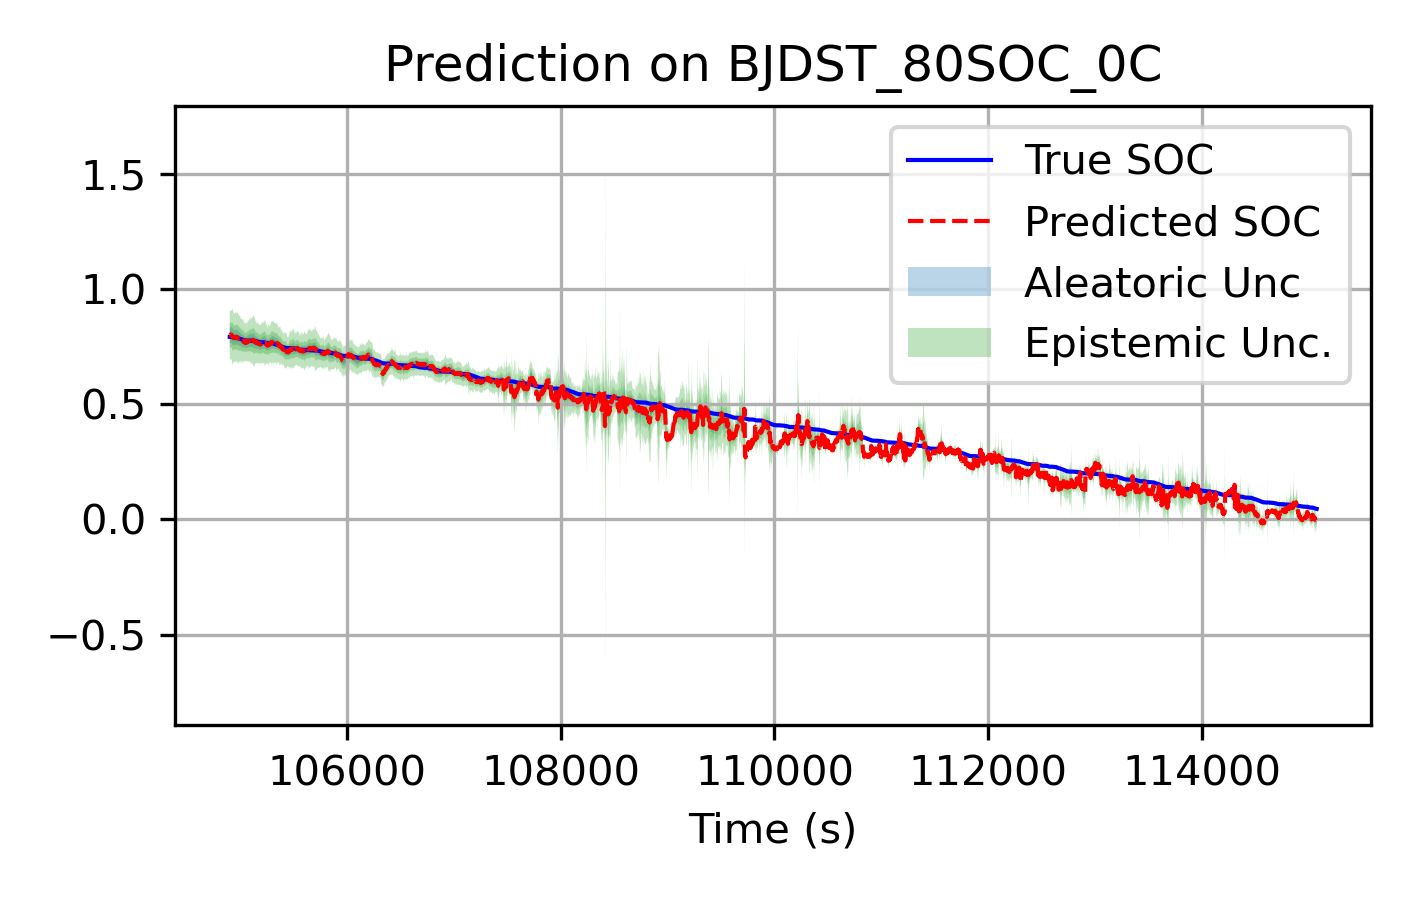 Prediction on BJDST_80SOC_0C
True SOC
Predicted SOC
Aleatoric Unc
Epistemic Unc.
1.5
1.0
0.5
0.0
−0.5
106000 108000 110000 112000 114000
Time (s)